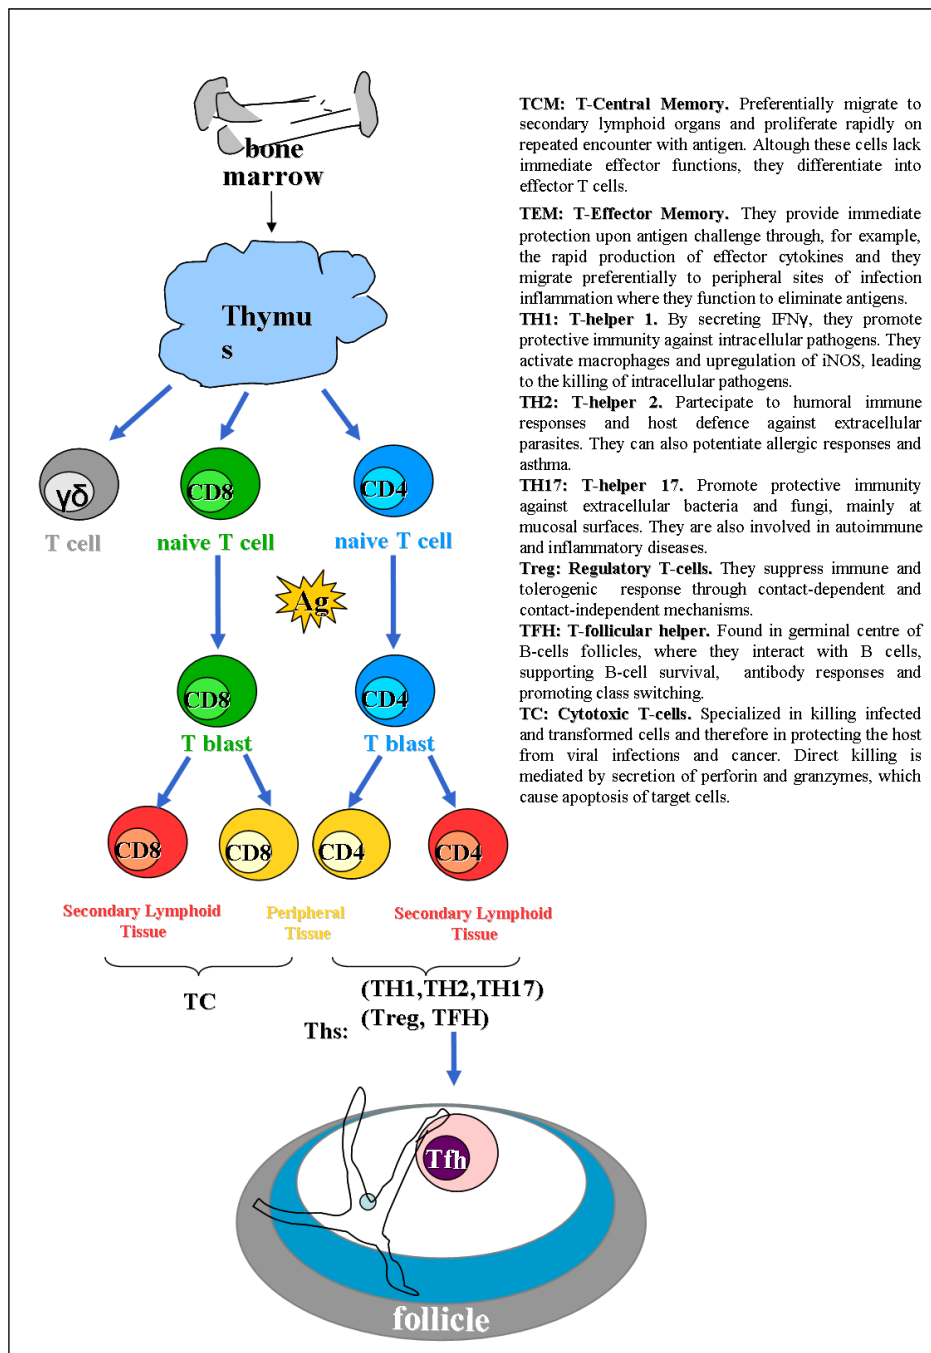 bone
marrow
Thymu
s
γδ
CD8
CD4
T cell
naive T cell
naive T cell
Ag
CD8
CD4
T blast
T blast
CD8
CD8
CD4
CD4
Secondary Lymphoid
Tissue
Peripheral
Tissue
Secondary Lymphoid
Tissue
TC
Ths:
(TH1,TH2,TH17)
(Treg, TFH)
Tfh
follicle
TCM: T-Central Memory. Preferentially migrate to
secondary lymphoid organs and proliferate rapidly on
repeated encounter with antigen. Altough these cells lack
immediate effector functions, they differentiate into
effector T cells.
TEM: T-Effector Memory. They provide immediate
protection upon antigen challenge through, for example,
the rapid production of effector cytokines and they
migrate preferentially to peripheral sites of infection
inflammation where they function to eliminate antigens.
TH1: T-helper 1. By secreting IFNγ, they promote
protective immunity against intracellular pathogens. They
activate macrophages and upregulation of iNOS, leading
to the killing of intracellular pathogens.
TH2: T-helper 2. Partecipate to humoral immune
responses and host defence against extracellular
parasites. They can also potentiate allergic responses and
asthma.
TH17: T-helper 17. Promote protective immunity
against extracellular bacteria and fungi, mainly at
mucosal surfaces. They are also involved in autoimmune
and inflammatory diseases.
Treg: Regulatory T-cells. They suppress immune and
tolerogenic response through contact-dependent and
contact-independent mechanisms.
TFH: T-follicular helper. Found in germinal centre of
B-cells follicles, where they interact with B cells,
supporting B-cell survival, antibody responses and
promoting class switching.
TC: Cytotoxic T-cells. Specialized in killing infected
and transformed cells and therefore in protecting the host
from viral infections and cancer. Direct killing is
mediated by secretion of perforin and granzymes, which
cause apoptosis of target cells.